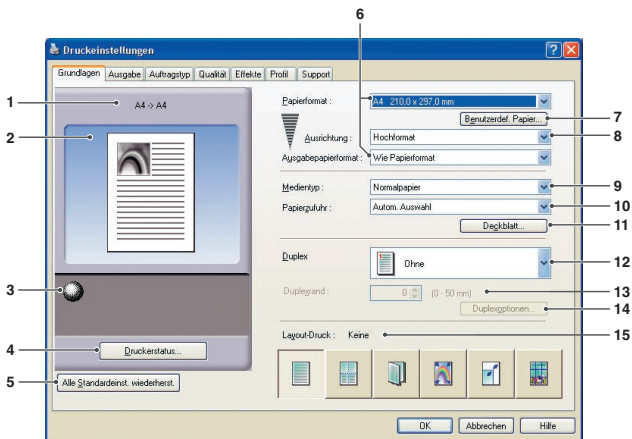 6
Druckeinstellungen
Grundlagen Ausgabe Auftragstyp Qualität Effekte Profil Support
1
A4 -> A4
2
3
4
Druckerstatus...
5
Alle Standardeinst. wiederherst.
Papierformat :
A4 210,0 x 297,0 mm
Benutzerdef. Papier...
7
Ausrichtung :
Hochformat
8
Ausgabepapierformat :
Wie Papierformat
Medientyp :
Normalpapier
9
Papierzufuhr :
Autom. Auswahl
10
Deckblatt...
11
Duplex
Ohne
12
Duplexrand :
0
(0 - 50 mm)
13
Duplexoptionen...
14
Layout-Druck : Keine
15
OK Abbrechen Hilfe